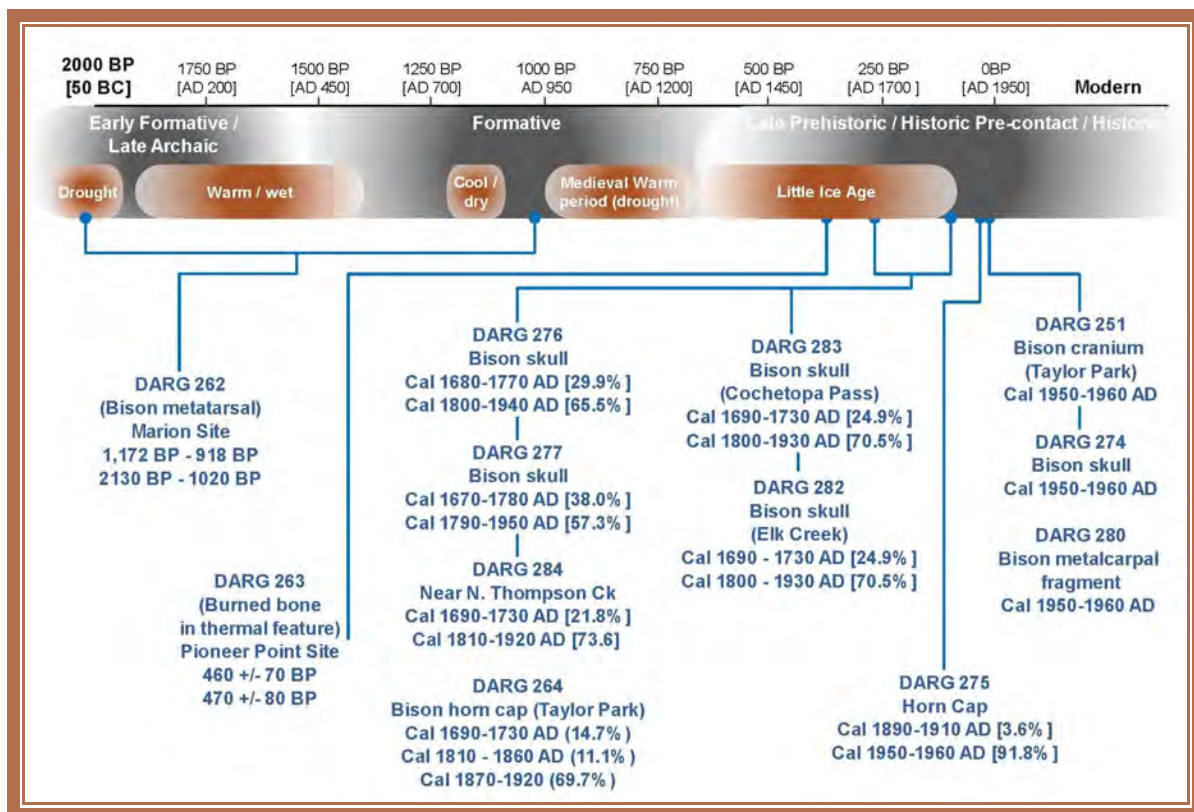 2000 BP
[50 BC]
1750 BP
[AD 200]
1500 BP
[AD 450]
1250 BP
[AD 700]
1000 BP
AD 950
750 BP
[AD 1200]
500 BP
[AD 1450]
250 BP
[AD 1700 ]
0BP
[AD 1950]
Modern
Early Formative /
Late Archaic
Formative
Late Prehistoric / Historic Pre-contact / Historic
Drought
Warm / wet
Cool /
dry
Medieval Warm
period (drought)
Little Ice Age
DARG 262
(Bison metatarsal)
Marion Site
1,172 BP - 918 BP
2130 BP - 1020 BP
DARG 263
(Burned bone
in thermal feature)
Pioneer Point Site
460 +/- 70 BP
470 +/- 80 BP
DARG 276
Bison skull
Cal 1680-1770 AD [29.9% ]
Cal 1800-1940 AD [65.5% ]
DARG 277
Bison skull
Cal 1670-1780 AD [38.0% ]
Cal 1790-1950 AD [57.3% ]
DARG 284
Near N. Thompson Ck
Cal 1690-1730 AD [21.8% ]
Cal 1810-1920 AD [73.6]
DARG 264
Bison horn cap (Taylor Park)
Cal 1690-1730 AD (14.7% )
Cal 1810 - 1860 AD (11.1% )
Cal 1870-1920 (69.7% )
DARG 283
Bison skull
(Cochetopa Pass)
Cal 1690-1730 AD [24.9% ]
Cal 1800-1930 AD [70.5% ]
DARG 282
Bison skull
(Elk Creek)
Cal 1690 - 1730 AD [24.9% ]
Cal 1800 - 1930 AD [70.5% ]
DARG 251
Bison cranium
(Taylor Park)
Cal 1950-1960 AD
DARG 274
Bison skull
Cal 1950-1960 AD
DARG 280
Bison metalcarpal
fragment
Cal 1950-1960 AD
DARG 275
Horn Cap
Cal 1890-1910 AD [3.6% ]
Cal 1950-1960 AD [91.8% ]